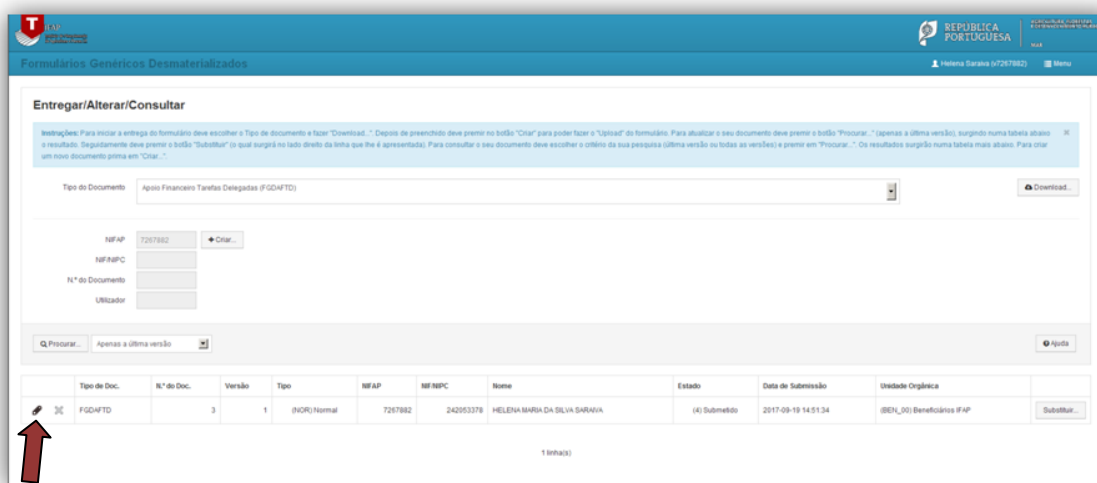 T
IFAP
REPUBLICA
PORTUGUESA
MAR
Formulários Genéricos Desmaterializados
Helena Saraiva (v7267882)
Menu
Entregar/Alterar/Consultar
Instruções: Para iniciar a entrega do formulário deve escolher o Tipo de documento e fazer "Download...". Depois de preenchido deve premir no botão "Criar" para poder fazer o "Upload" do formulário. Para atualizar o seu documento deve premir o botão "Procurar..." (apenas a última versão), surgindo numa tabela abaixo
o resultado. Seguidamente deve premir o botão "Substituir" (o qual surgirá no lado direito da linha que lhe é apresentada). Para consultar o seu documento deve escolher o critério da sua pesquisa (última versão ou todas as versões) e premir em "Procurar...". Os resultados surgirão numa tabela mais abaixo. Para criar
um novo documento prima em "Criar...".
Tipo do Documento Apoio Financeiro Tarefas Delegadas (FGDAFTD) Download...
NIFAP 7267882 +Criar...
NIF/NIPC
N.º do Documento
Utilizador
Procurar... Apenas a última versão Ajuda
Tipo de Doc. N.º do Doc. Versão Tipo NIFAP NIF/NIPC Nome Estado Data de Submissão Unidade Orgânica
FGDAFTD 3 1 (NOR) Normal 7267882 242053378 HELENA MARIA DA SILVA SARAIVA (4) Submetido 2017-09-19 14:51:34 (BEN_00) Beneficiários IFAP Substituir...
1 linha(s)